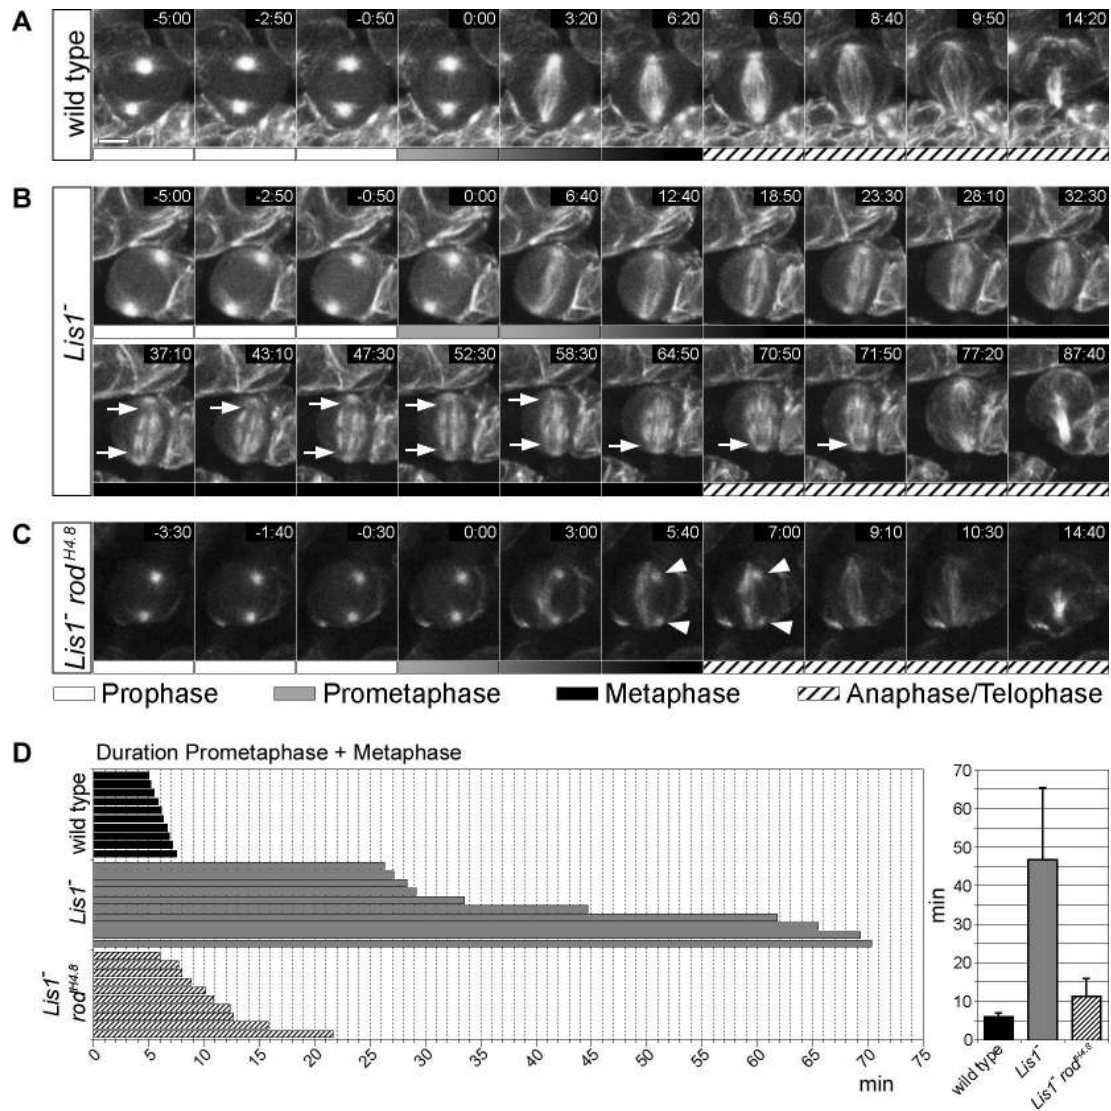 A
wild type
-5:00 -2:50 -0:50 0:00 3:20 6:20 6:50 8:40 9:50 14:20
B
Lis1⁻
-5:00 -2:50 -0:50 0:00 6:40 12:40 18:50 23:30 28:10 32:30
37:10 43:10 47:30 52:30 58:30 64:50 70:50 71:50 77:20 87:40
C
Lis1⁻ rod^H4.8
-3:30 -1:40 -0:30 0:00 3:00 5:40 7:00 9:10 10:30 14:40
Prophase Prometaphase Metaphase Anaphase/Telophase
D
Duration Prometaphase + Metaphase
wild type
Lis1⁻
Lis1⁻
rod^H4.8
0 5 10 15 20 25 30 35 40 45 50 55 60 65 70 75
min
70
60
50
40
30
20
10
0
min
wild type
Lis1⁻
Lis1⁻ rod^H4.8